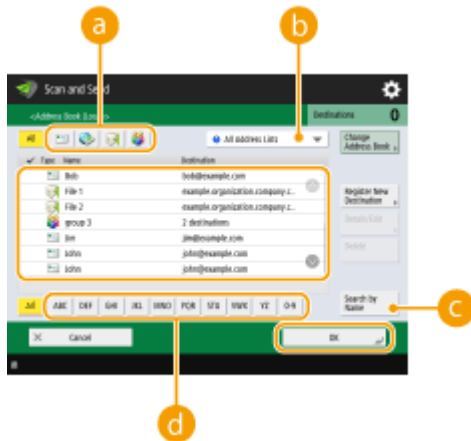 a
b
Scan and Send
<Address Book (Local)>
Destinations 0
All
All Address Lists
Change
Address Book
Type Name Destination
Bob bob@example.com
File 1 example.organization.company.c..
File 2 example.organization.company.c..
group 3 2 destinations
Jim jim@example.com
John john@example.com
John john@example.com
Register New
Destination
Details/Edit
Delete
Search by
Name
All ABC DEF GHI JKL MNO PQR STU VWX YZ 0-9
Cancel
OK
c
d